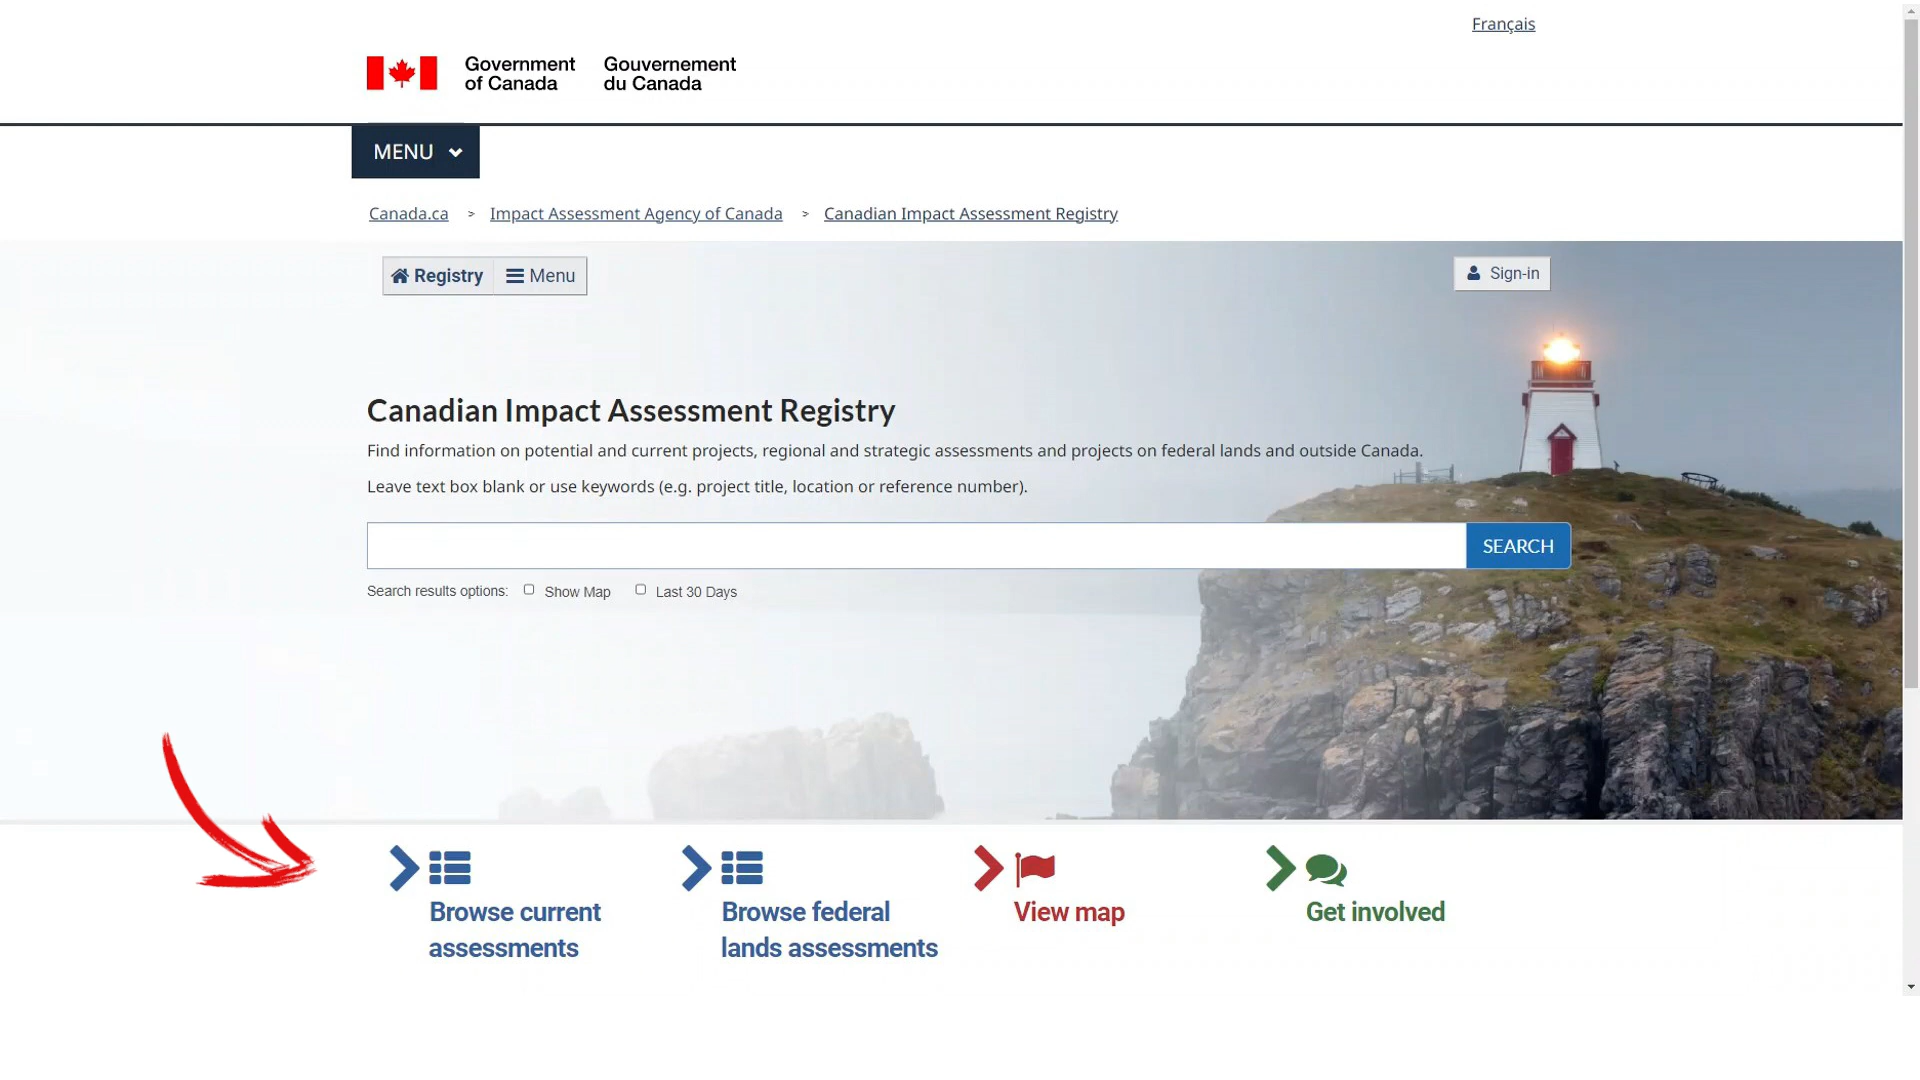 Français
Government of Canada
Gouvernement du Canada
MENU
Canada.ca > Impact Assessment Agency of Canada > Canadian Impact Assessment Registry
Registry Menu
Sign-in
Canadian Impact Assessment Registry
Find information on potential and current projects, regional and strategic assessments and projects on federal lands and outside Canada.
Leave text box blank or use keywords (e.g. project title, location or reference number).
SEARCH
Search results options: Show Map Last 30 Days
Browse current
assessments
Browse federal
lands assessments
View map
Get involved